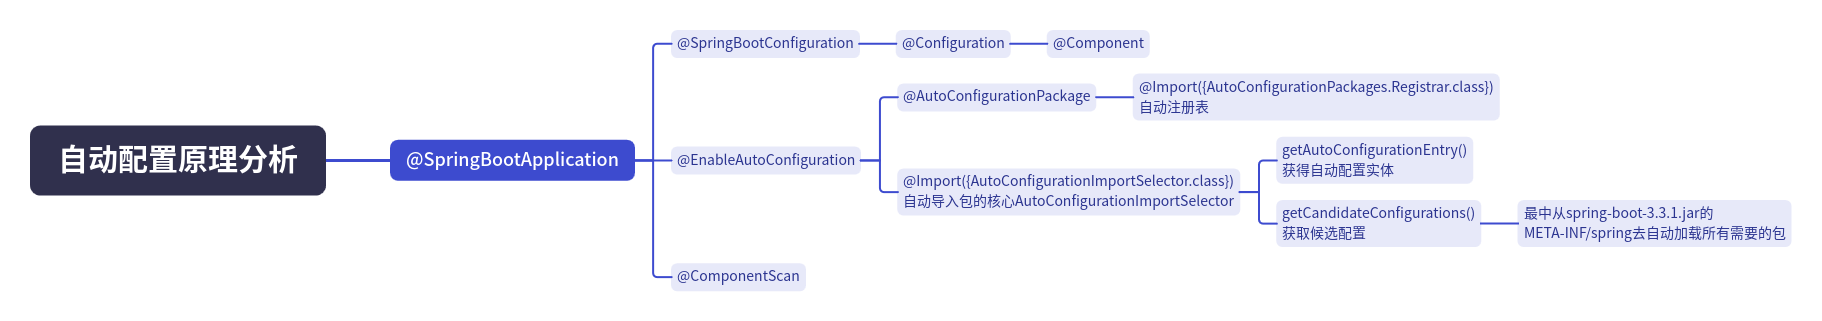 自动配置原理分析
@SpringBootApplication
@SpringBootConfiguration
@Configuration
@Component
@EnableAutoConfiguration
@AutoConfigurationPackage
@Import({AutoConfigurationPackages.Registrar.class})
自动注册表
@Import({AutoConfigurationImportSelector.class})
自动导入包的核心AutoConfigurationImportSelector
getAutoConfigurationEntry()
获得自动配置实体
getCandidateConfigurations()
获取候选配置
最中从spring-boot-3.3.1.jar的
META-INF/spring去自动加载所有需要的包
@ComponentScan